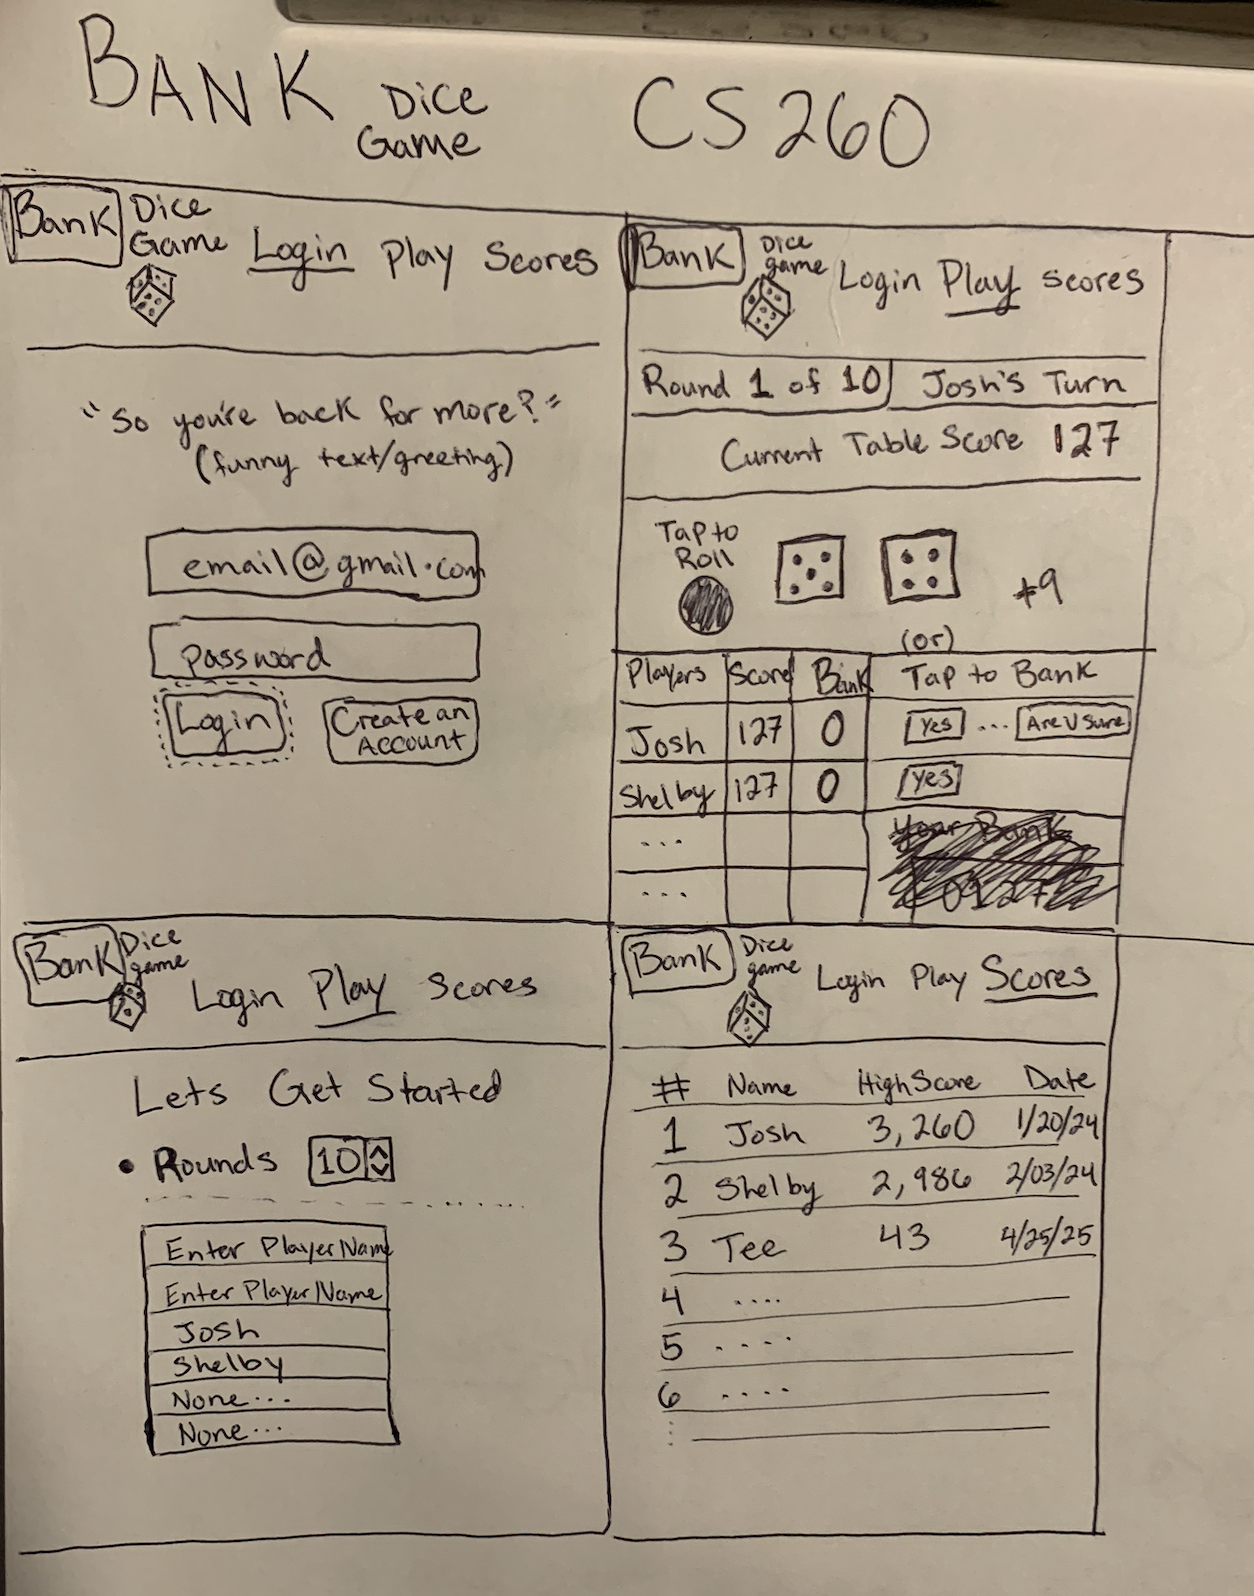 BANK Dice Game
CS 260
Bank Dice Game Login Play Scores
"So you're back for more?"
(funny text/greeting)
email@gmail.com
password
Login
Create an Account
Bank Dice game Login Play scores
Round 1 of 10 Josh's Turn
Current Table Score 127
Tap to Roll
+9
(or)
Players Score Bank Tap to Bank
Josh 127 0 Yes ... Are U Sure
Shelby 127 0 Yes
...
...
Your Bank
Bank Dice game Login Play scores
Lets Get Started
• Rounds 10
Enter Player Name
Enter Player Name
Josh
Shelby
None...
None...
Bank Dice game Login Play Scores
# Name High Score Date
1 Josh 3,260 1/20/24
2 Shelby 2,986 2/03/24
3 Tee 43 4/25/25
4 ....
5 ....
6 ....